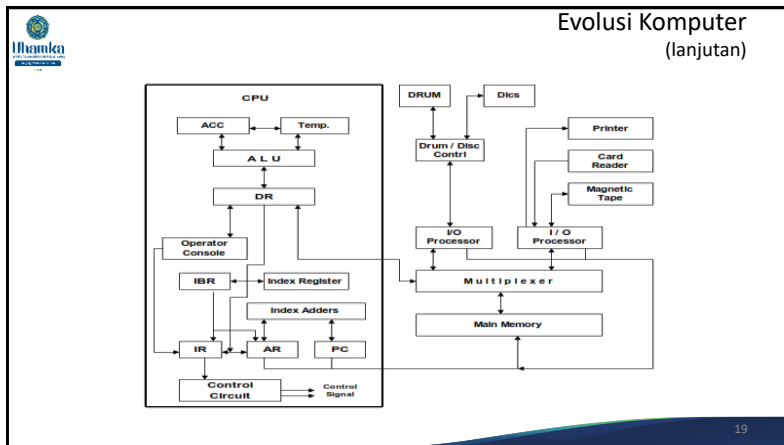 Evolusi Komputer
(lanjutan)
Uhamka
CPU
ACC
Temp.
A L U
DR
Operator
Console
IBR
Index Register
Index Adders
IR
AR
PC
Control
Circuit
Control
Signal
DRUM
Dics
Drum / Disc
Contrl
Printer
Card
Reader
Magnetic
Tape
I/O
Processor
I / O
Processor
M u l t i p l e x e r
Main Memory
19